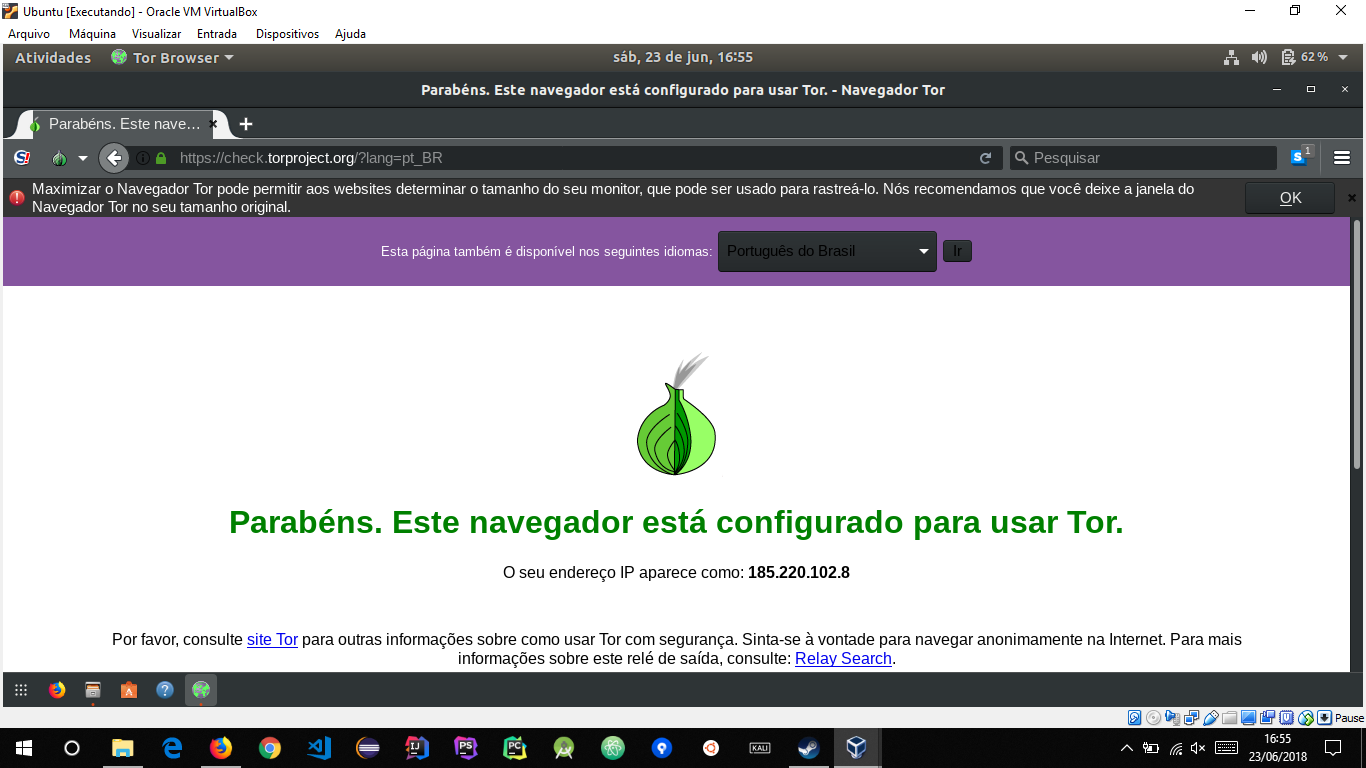 Ubuntu [Executando] - Oracle VM VirtualBox
Arquivo Máquina Visualizar Entrada Dispositivos Ajuda
Atividades Tor Browser sáb, 23 de jun, 16:55 62 %
Parabéns. Este navegador está configurado para usar Tor. - Navegador Tor
Parabéns. Este nave…
S! https://check.torproject.org/?lang=pt_BR Pesquisar S 1
Maximizar o Navegador Tor pode permitir aos websites determinar o tamanho do seu monitor, que pode ser usado para rastreá-lo. Nós recomendamos que você deixe a janela do
Navegador Tor no seu tamanho original.
OK
Esta página também é disponível nos seguintes idiomas: Português do Brasil Ir
Parabéns. Este navegador está configurado para usar Tor.
O seu endereço IP aparece como: 185.220.102.8
Por favor, consulte site Tor para outras informações sobre como usar Tor com segurança. Sinta-se à vontade para navegar anonimamente na Internet. Para mais
informações sobre este relé de saída, consulte: Relay Search.
Pause
IJ PS PC KALI
16:55
23/06/2018